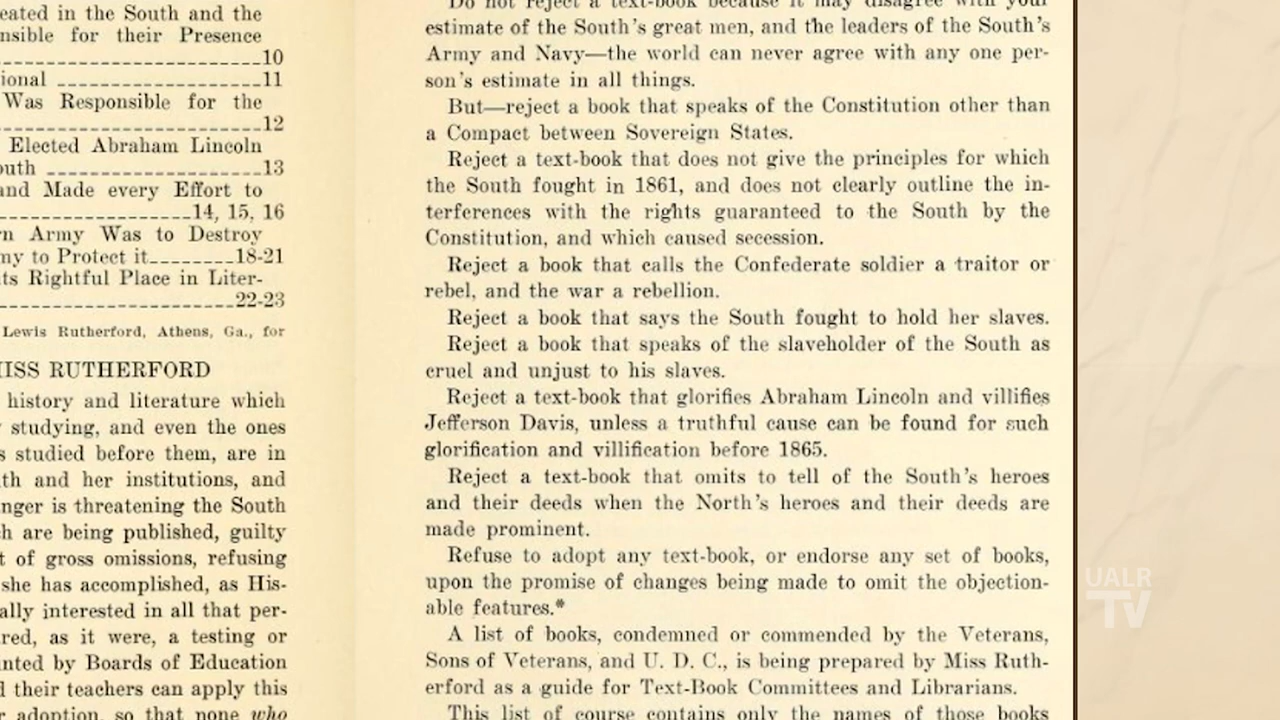 eated in the South and the
nsible for their Presence
10
ional 11
Was Responsible for the
12
Elected Abraham Lincoln
outh 13
and Made every Effort to
14, 15, 16
rn Army Was to Destroy
ny to Protect it 18-21
ts Rightful Place in Liter-
22-23
Lewis Rutherford, Athens, Ga., for
ISS RUTHERFORD
history and literature which
studying, and even the ones
s studied before them, are in
th and her institutions, and
nger is threatening the South
ch are being published, guilty
t of gross omissions, refusing
she has accomplished, as His-
ally interested in all that per-
red, as it were, a testing or
nted by Boards of Education
d their teachers can apply this
r adoption, so that none who
Do not reject a text-book because it may disagree with your
estimate of the South's great men, and the leaders of the South's
Army and Navy—the world can never agree with any one per-
son's estimate in all things.
But—reject a book that speaks of the Constitution other than
a Compact between Sovereign States.
Reject a text-book that does not give the principles for which
the South fought in 1861, and does not clearly outline the in-
terferences with the rights guaranteed to the South by the
Constitution, and which caused secession.
Reject a book that calls the Confederate soldier a traitor or
rebel, and the war a rebellion.
Reject a book that says the South fought to hold her slaves.
Reject a book that speaks of the slaveholder of the South as
cruel and unjust to his slaves.
Reject a text-book that glorifies Abraham Lincoln and villifies
Jefferson Davis, unless a truthful cause can be found for such
glorification and villification before 1865.
Reject a text-book that omits to tell of the South's heroes
and their deeds when the North's heroes and their deeds are
made prominent.
Refuse to adopt any text-book, or endorse any set of books,
upon the promise of changes being made to omit the objection-
able features.*
A list of books, condemned or commended by the Veterans,
Sons of Veterans, and U. D. C., is being prepared by Miss Ruth-
erford as a guide for Text-Book Committees and Librarians.
This list of course contains only the names of those books
UALR
TV